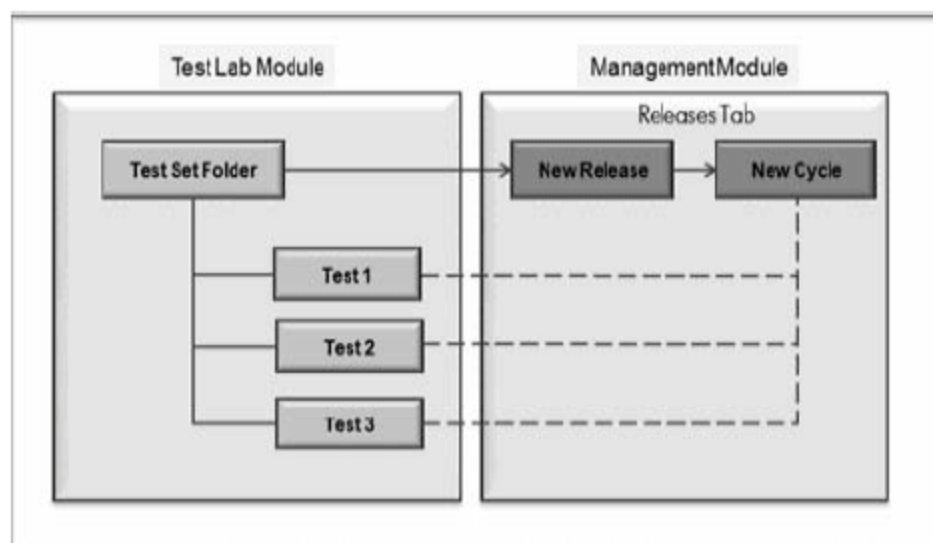 Test Lab Module
Management Module
Releases Tab
Test Set Folder
New Release
New Cycle
Test 1
Test 2
Test 3